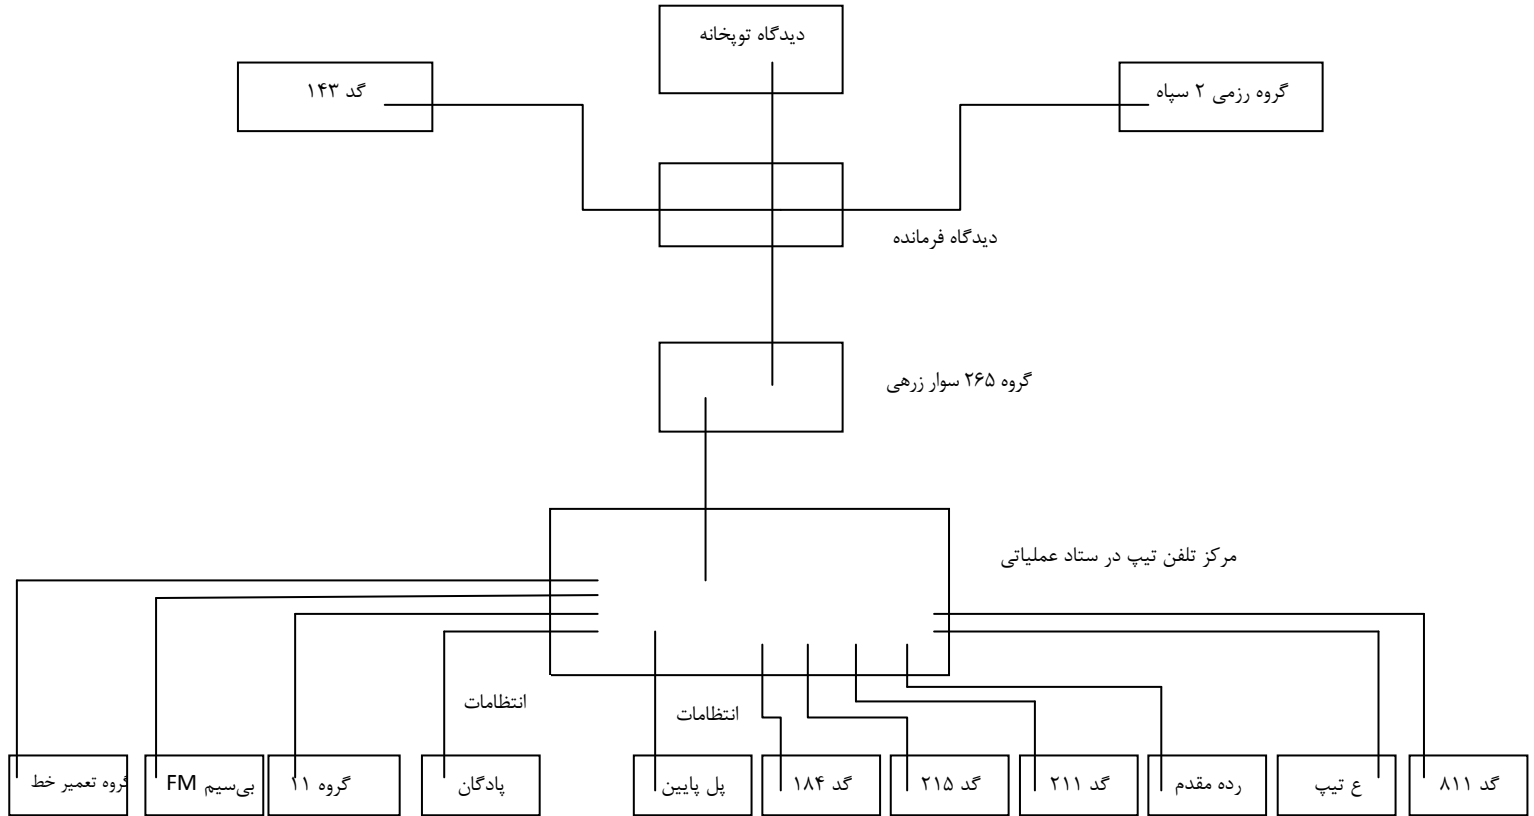 دیدگاه توپخانه
گروه رزمی ۲ سپاه
گد ۱۴۳
دیدگاه فرمانده
گروه ۲۶۵ سوار زرهی
مرکز تلفن تیپ در ستاد عملیاتی
انتظامات
انتظامات
گد ۸۱۱
ع تیپ
رده مقدم
گد ۲۱۱
گد ۲۱۵
گد ۱۸۴
پل پایین
پادگان
گروه ۱۱
بی‌سیم FM
گروه تعمیر خط